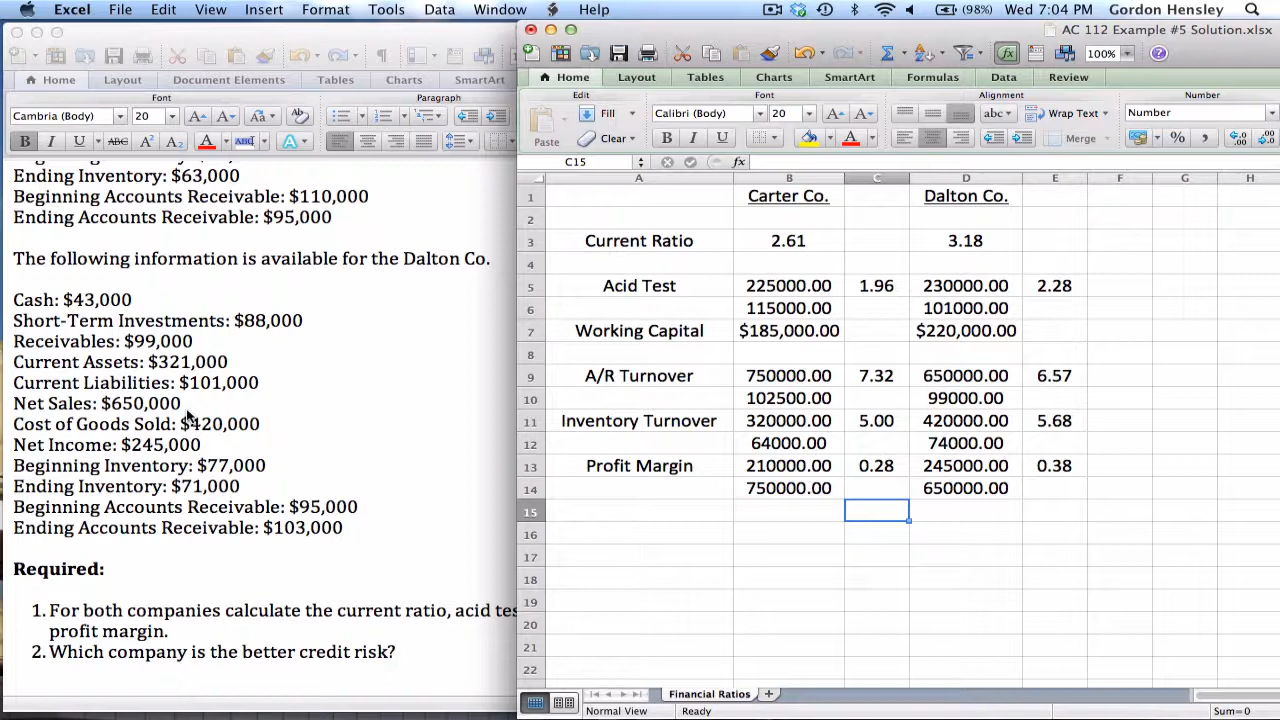 Excel File Edit View Insert Format Tools Data Window Help (98%) Wed 7:04 PM Gordon Hensley
AC 112 Example #5 Solution.xlsx
100%
Home Layout Document Elements Tables Charts SmartArt
Home Layout Tables Charts SmartArt Formulas Data Review
Font Paragraph
Edit Font Alignment Number
Cambria (Body) 20
Fill Calibri (Body) 20 abc Wrap Text Number
B I U ABC A² A₂ A ABC A
Paste Clear B I U A Merge %
C15 fx
Ending Inventory: $63,000
Beginning Accounts Receivable: $110,000
Ending Accounts Receivable: $95,000
The following information is available for the Dalton Co.
Cash: $43,000
Short-Term Investments: $88,000
Receivables: $99,000
Current Assets: $321,000
Current Liabilities: $101,000
Net Sales: $650,000
Cost of Goods Sold: $420,000
Net Income: $245,000
Beginning Inventory: $77,000
Ending Inventory: $71,000
Beginning Accounts Receivable: $95,000
Ending Accounts Receivable: $103,000
Required:
1. For both companies calculate the current ratio, acid tes
profit margin.
2. Which company is the better credit risk?
A B C D E F G H
1 Carter Co. Dalton Co.
2
3 Current Ratio 2.61 3.18
4
5 Acid Test 225000.00 1.96 230000.00 2.28
6 115000.00 101000.00
7 Working Capital $185,000.00 $220,000.00
8
9 A/R Turnover 750000.00 7.32 650000.00 6.57
10 102500.00 99000.00
11 Inventory Turnover 320000.00 5.00 420000.00 5.68
12 64000.00 74000.00
13 Profit Margin 210000.00 0.28 245000.00 0.38
14 750000.00 650000.00
15
16
17
18
19
20
21
22
Financial Ratios
Normal View Ready Sum=0